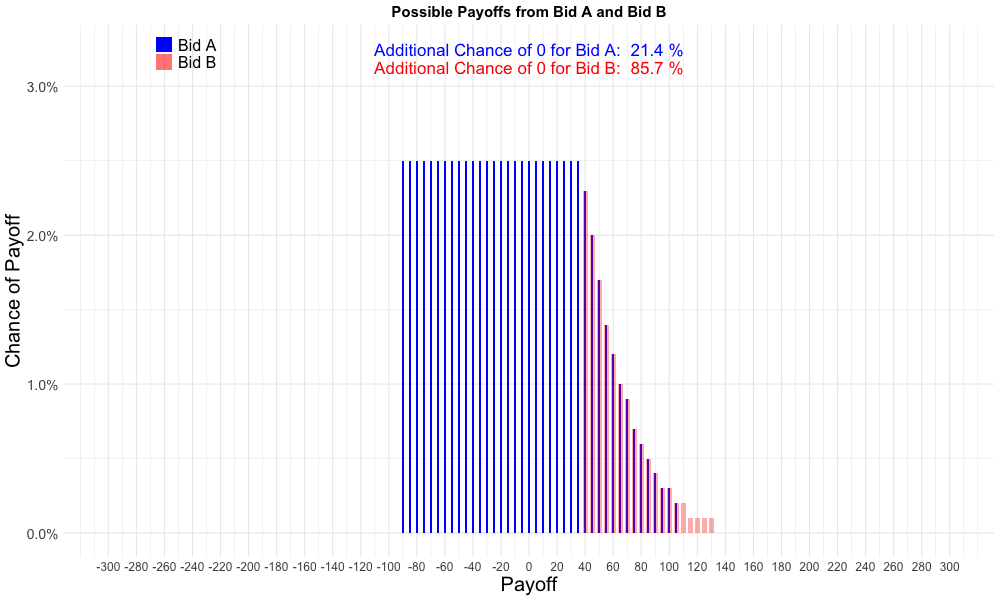 Possible Payoffs from Bid A and Bid B
Bid A
Bid B
Additional Chance of 0 for Bid A: 21.4 %
Additional Chance of 0 for Bid B: 85.7 %
Chance of Payoff
3.0%
2.0%
1.0%
0.0%
-300 -280 -260 -240 -220 -200 -180 -160 -140 -120 -100 -80 -60 -40 -20 0 20 40 60 80 100 120 140 160 180 200 220 240 260 280 300
Payoff